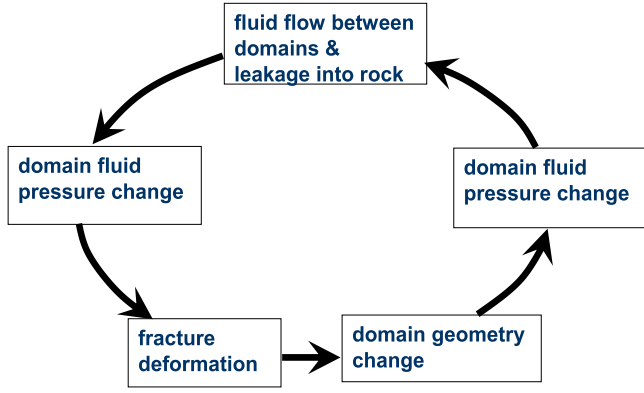 fluid flow between
domains &
leakage into rock
domain fluid
pressure change
domain fluid
pressure change
fracture
deformation
domain geometry
change